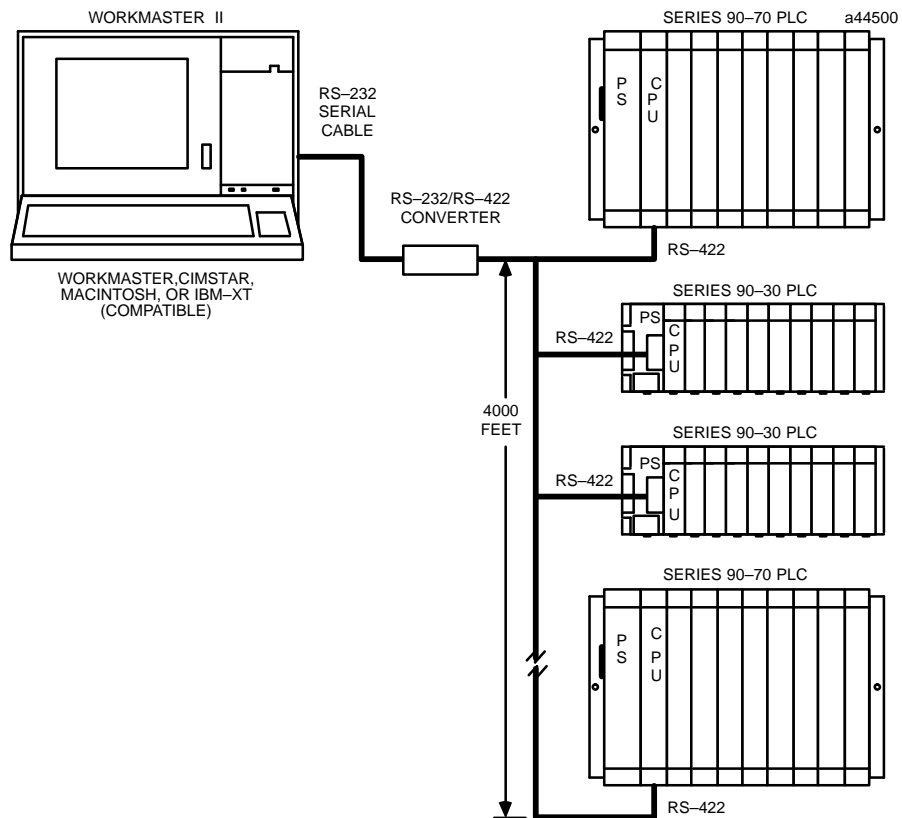 WORKMASTER II
SERIES 90–70 PLC
a44500
P
S
C
P
U
RS–232
SERIAL
CABLE
RS–232/RS–422
CONVERTER
RS–422
WORKMASTER,CIMSTAR,
MACINTOSH, OR IBM–XT
(COMPATIBLE)
SERIES 90–30 PLC
PS
C
P
U
RS–422
4000
FEET
SERIES 90–30 PLC
PS
C
P
U
RS–422
SERIES 90–70 PLC
P
S
C
P
U
RS–422